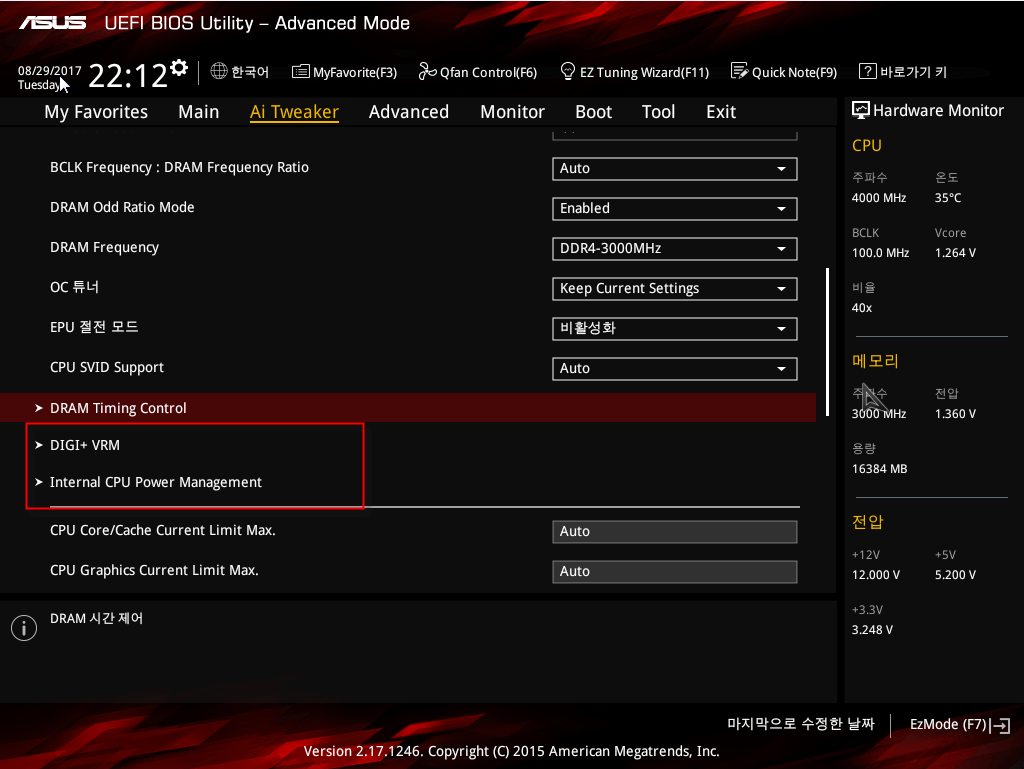 ASUS UEFI BIOS Utility – Advanced Mode
08/29/2017
Tuesday
22:12
한국어
MyFavorite(F3)
Qfan Control(F6)
EZ Tuning Wizard(F11)
Quick Note(F9)
? 바로가기 키
My Favorites
Main
Ai Tweaker
Advanced
Monitor
Boot
Tool
Exit
BCLK Frequency : DRAM Frequency Ratio
Auto
DRAM Odd Ratio Mode
Enabled
DRAM Frequency
DDR4-3000MHz
OC 튜너
Keep Current Settings
EPU 절전 모드
비활성화
CPU SVID Support
Auto
DRAM Timing Control
DIGI+ VRM
Internal CPU Power Management
CPU Core/Cache Current Limit Max.
Auto
CPU Graphics Current Limit Max.
Auto
DRAM 시간 제어
Hardware Monitor
CPU
주파수 온도
4000 MHz 35°C
BCLK Vcore
100.0 MHz 1.264 V
비율
40x
메모리
주파수 전압
3000 MHz 1.360 V
용량
16384 MB
전압
+12V +5V
12.000 V 5.200 V
+3.3V
3.248 V
마지막으로 수정한 날짜
EzMode (F7)
Version 2.17.1246. Copyright (C) 2015 American Megatrends, Inc.